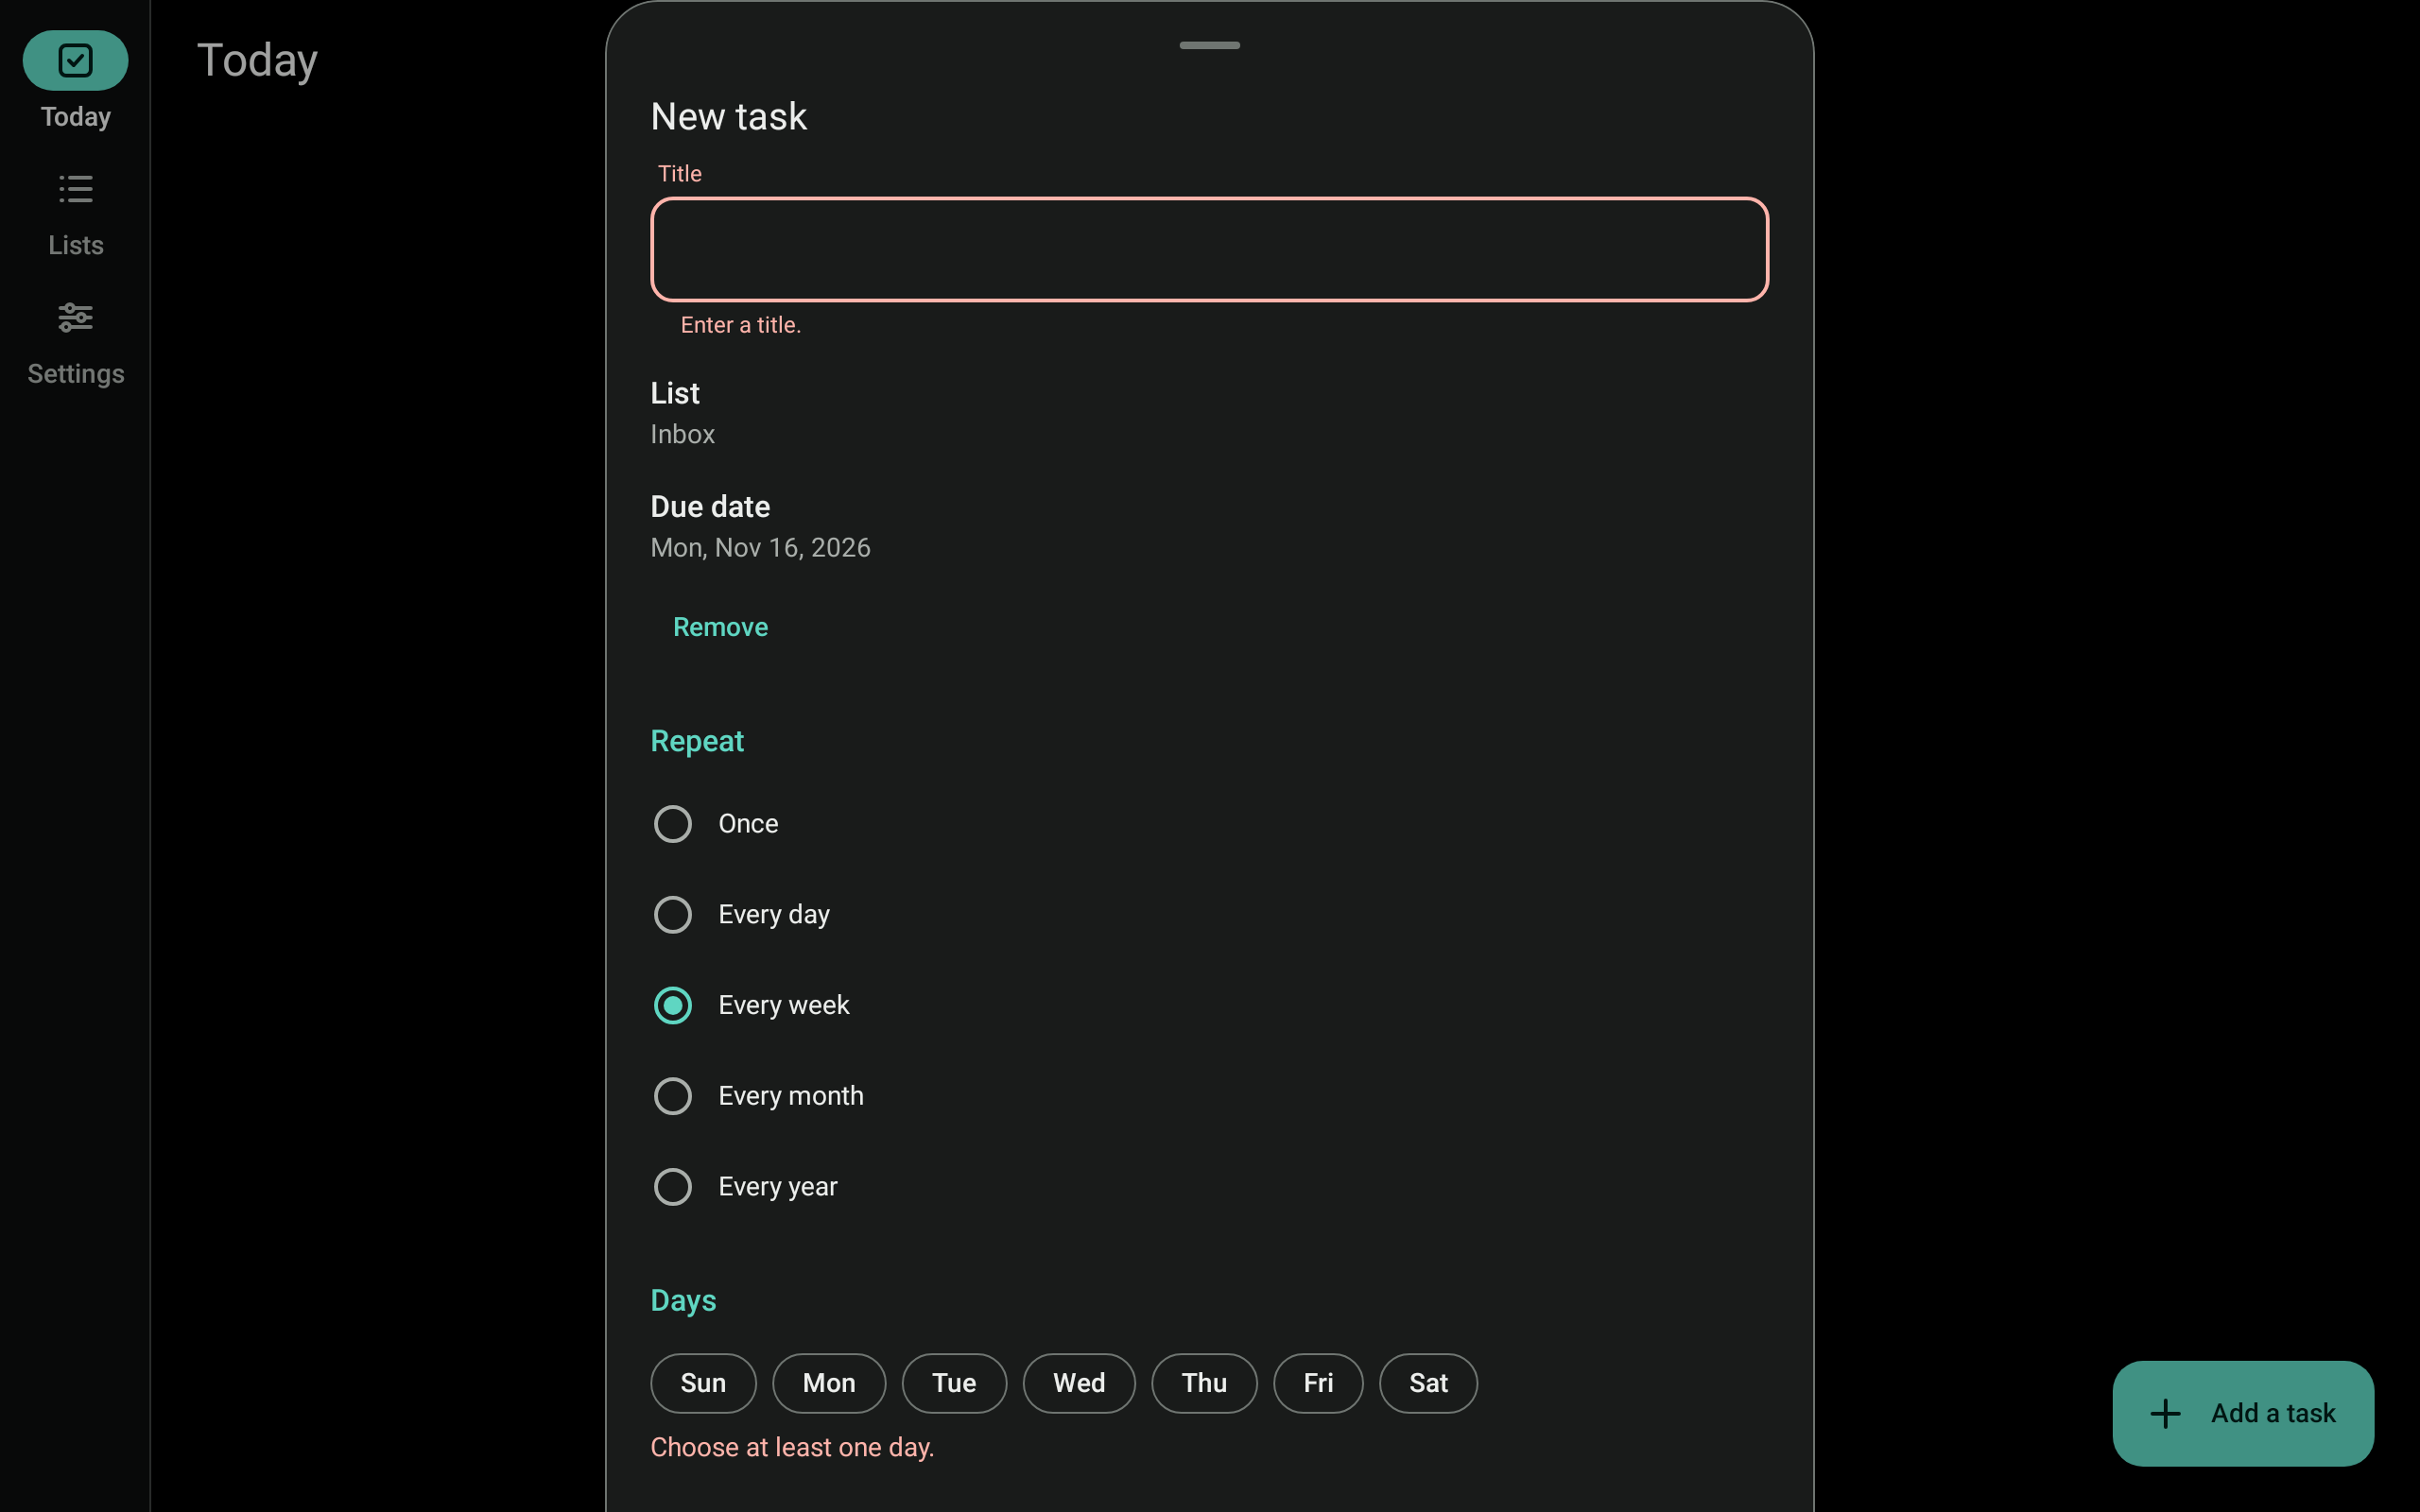 Today
Lists
Settings
Today
New task
Title
Enter a title.
List
Inbox
Due date
Mon, Nov 16, 2026
Remove
Repeat
Once
Every day
Every week
Every month
Every year
Days
Sun Mon Tue Wed Thu Fri Sat
Choose at least one day.
Add a task